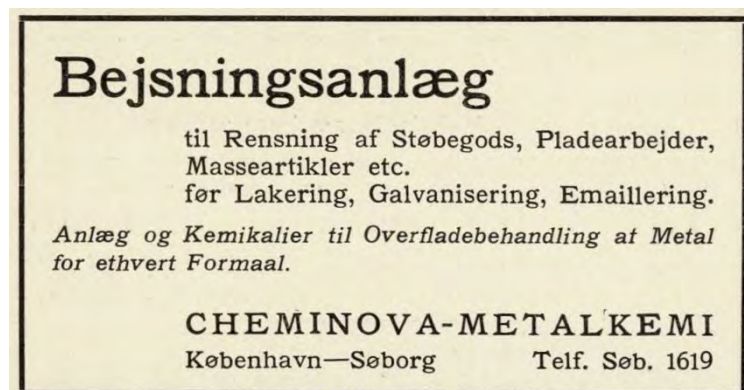 Bejsningsanlæg
til Rensning af Støbegods, Pladearbejder,
Masseartikler etc.
før Lakering, Galvanisering, Emaillering.
Anlæg og Kemikalier til Overfladebehandling af Metal
for ethvert Formaal.
CHEMINOVA-METALKEMI
København—Søborg Telf. Søb. 1619